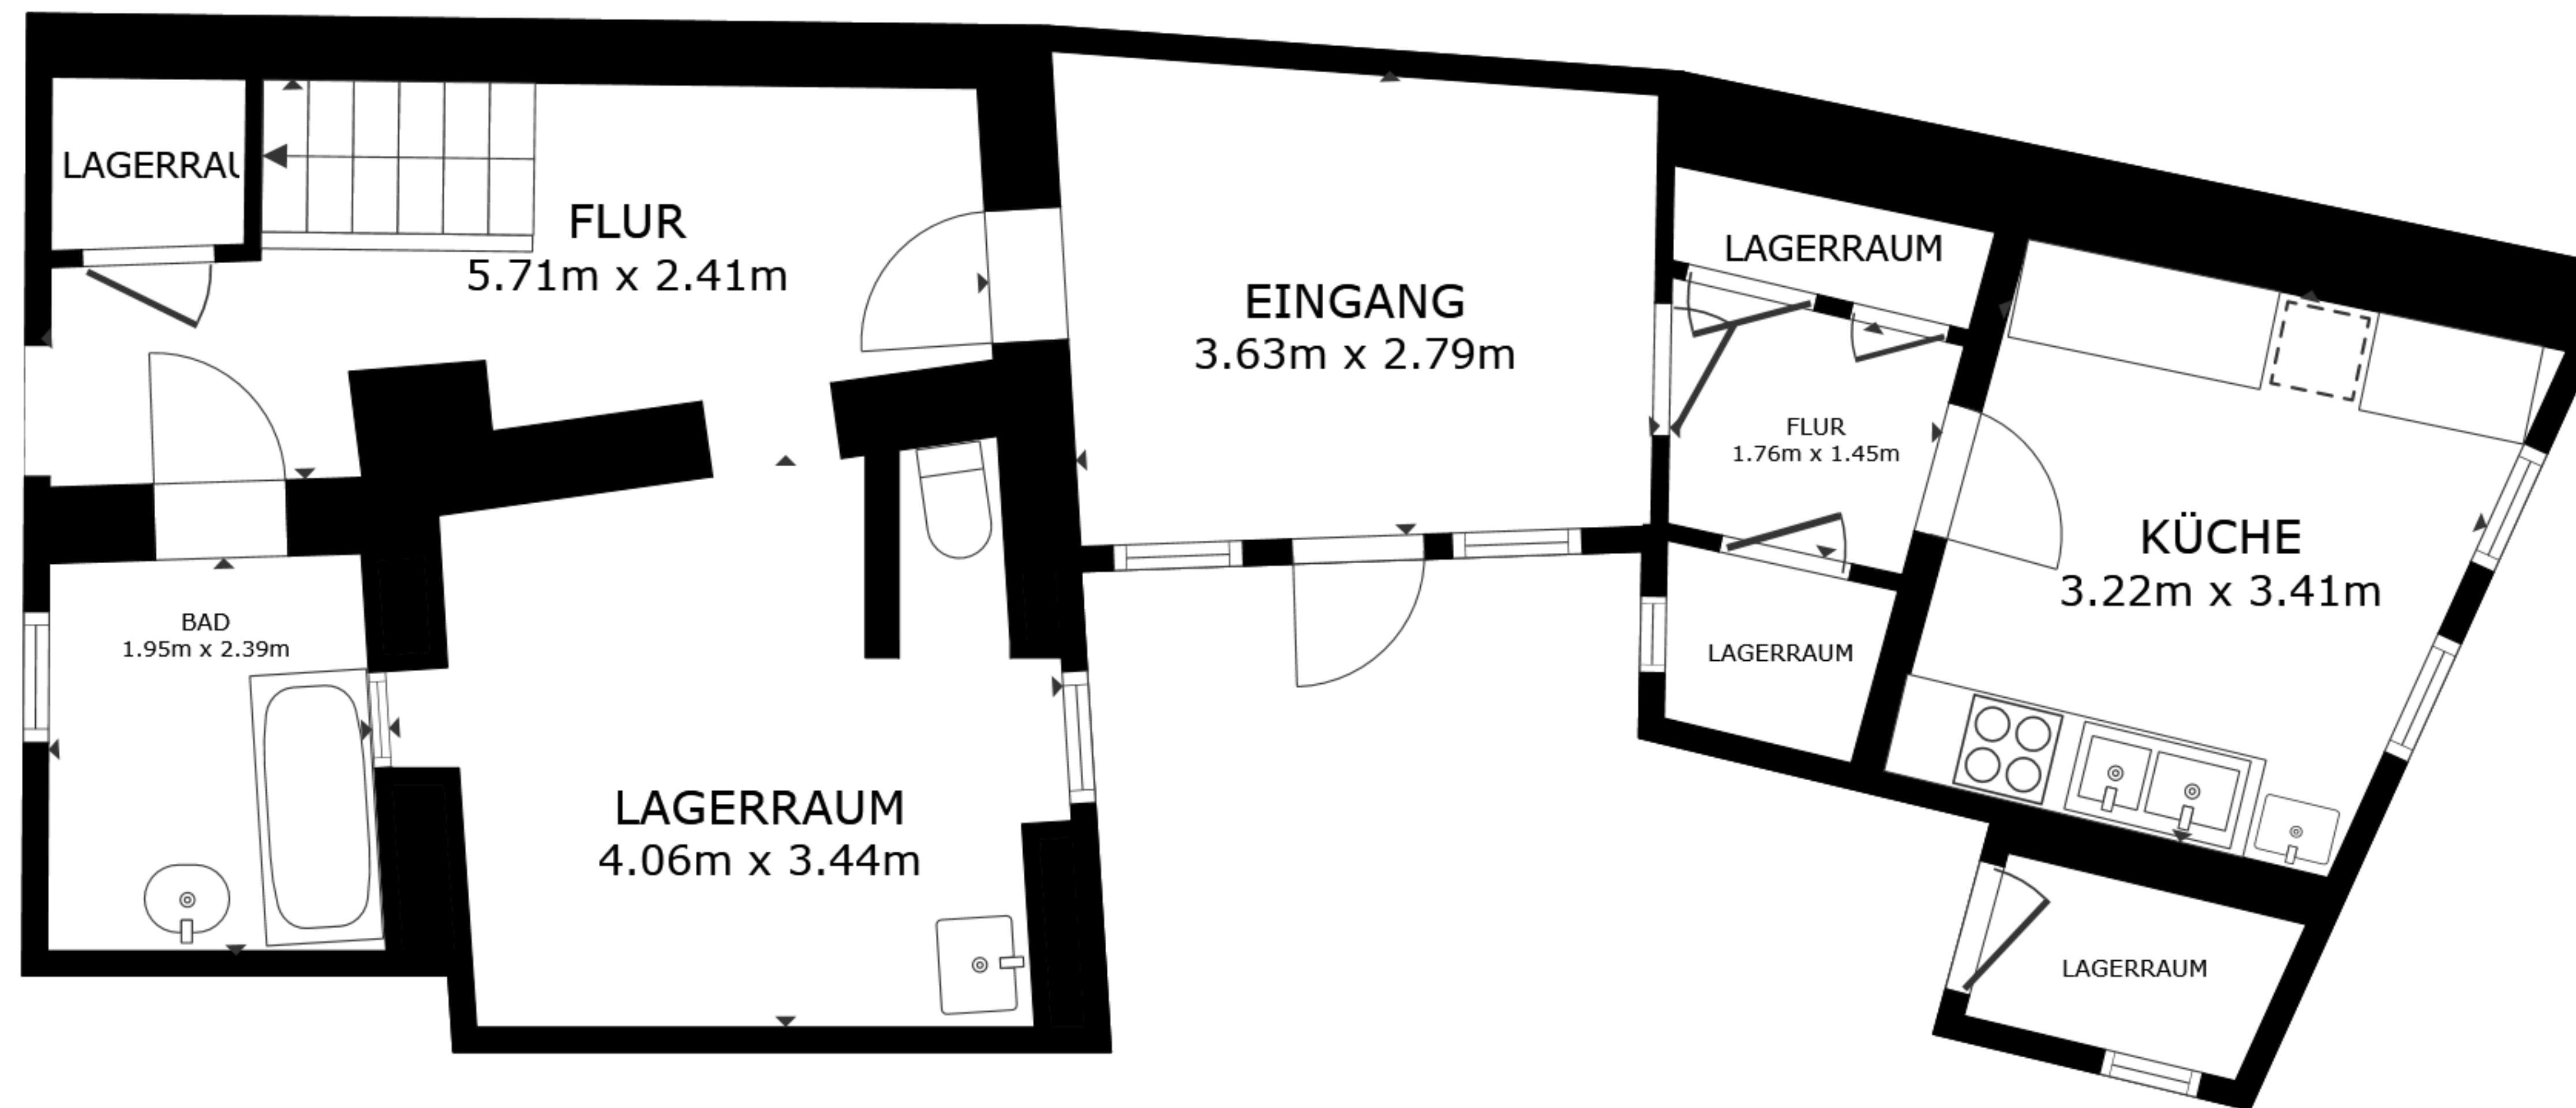 LAGERRAU
FLUR
5.71m x 2.41m
EINGANG
3.63m x 2.79m
LAGERRAUM
FLUR
1.76m x 1.45m
KÜCHE
3.22m x 3.41m
BAD
1.95m x 2.39m
LAGERRAUM
LAGERRAUM
4.06m x 3.44m
LAGERRAUM